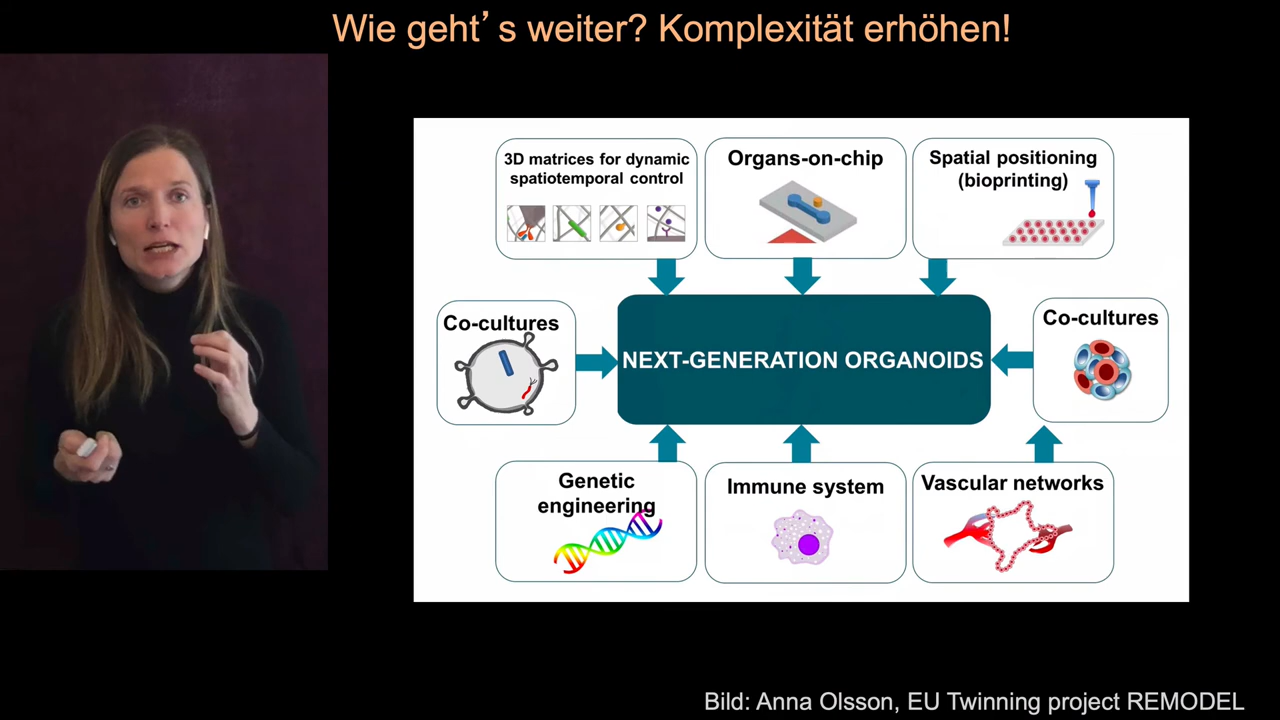 Wie geht’s weiter? Komplexität erhöhen!
3D matrices for dynamic
spatiotemporal control
Organs-on-chip
Spatial positioning
(bioprinting)
Co-cultures
NEXT-GENERATION ORGANOIDS
Co-cultures
Genetic
engineering
Immune system
Vascular networks
Bild: Anna Olsson, EU Twinning project REMODEL